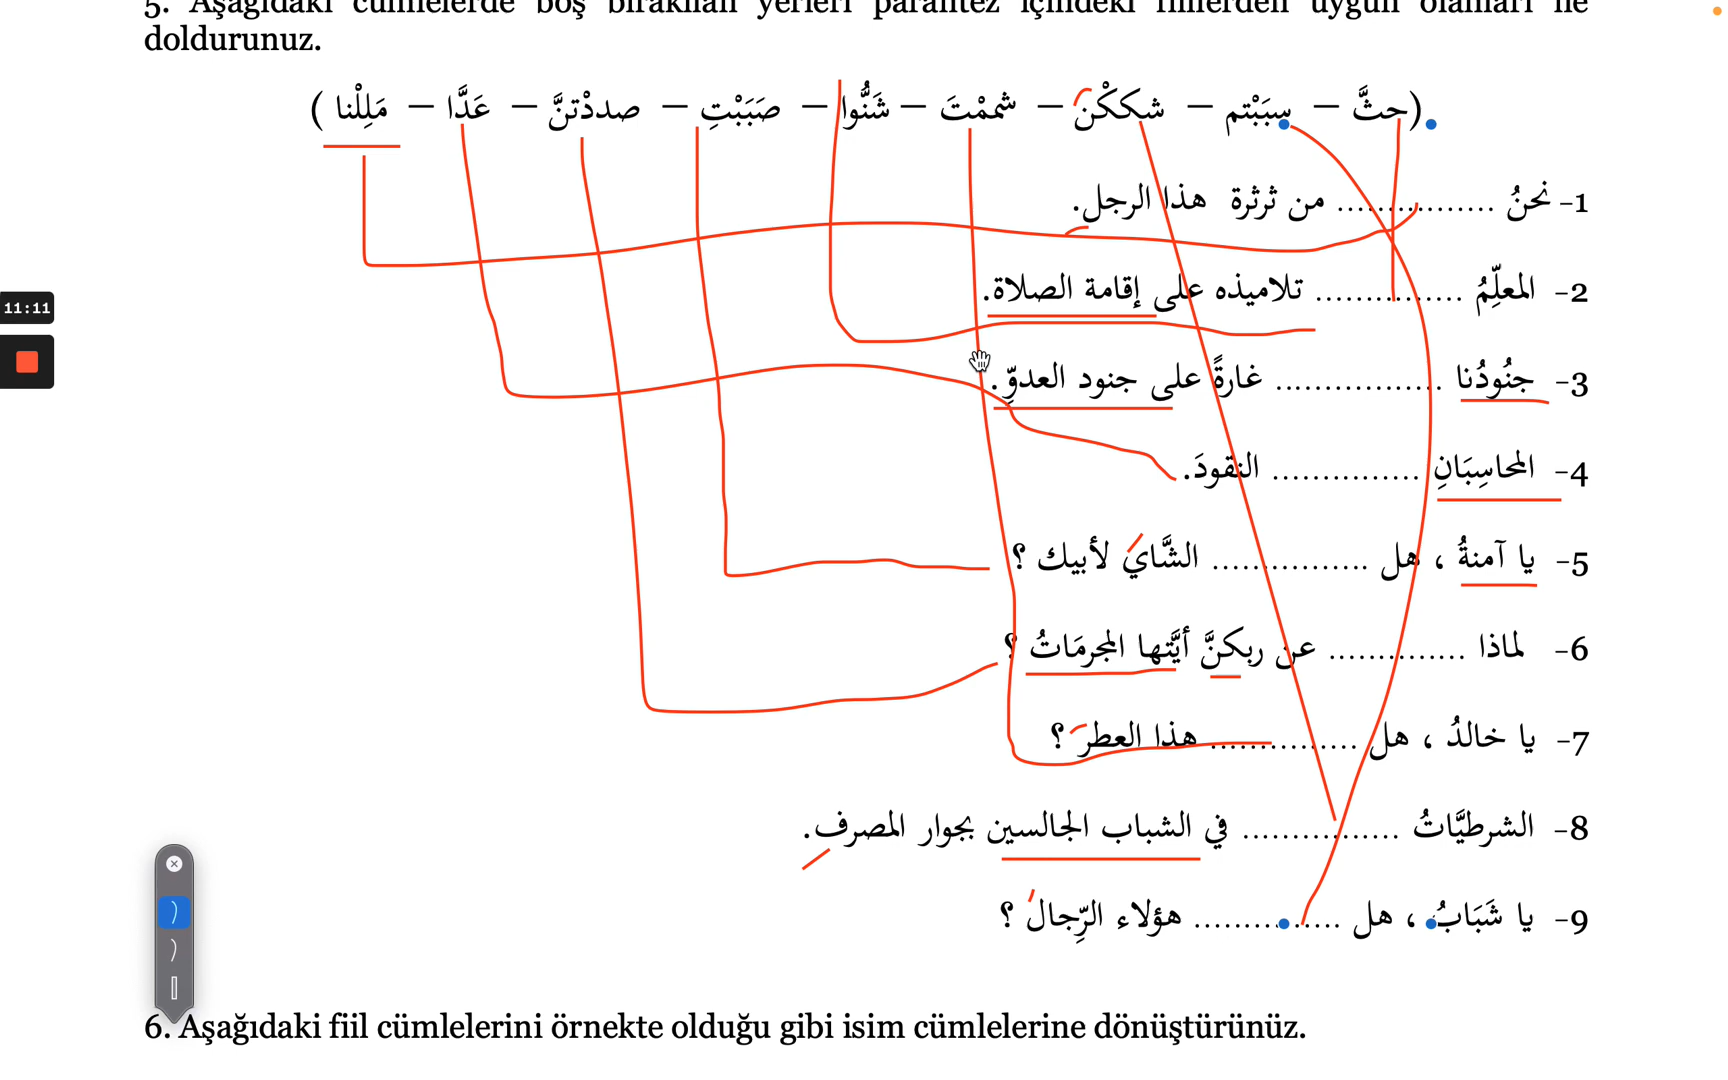 5. Aşağıdaki cümlelerde boş bırakılan yerleri parantez içindeki fiillerden uygun olanları ile
doldurunuz.
(حثَّ – سبَبْتم – شككْنَ – شممْتَ – شَنُّوا – صَبَبْتِ – صددْتنَّ – عَدَّا – مَلِلْنا )
1- نحنُ ................ من ثرثرة هذا الرجلِ.
2- المعلِّمُ ............... تلاميذه على إقامة الصلاة.
3- جنُودُنا ................. غارةً على جنود العدوِّ.
4- المحاسِبَانِ ............... النقودَ.
5- يا آمنةُ ، هل ................ الشَّايَ لأبيك ؟
6- لماذا .............. عن ربكنَّ أيَّتها المجرمَاتُ ؟
7- يا خالدُ ، هل ............... هذا العطرَ ؟
8- الشرطيَّاتُ ................ في الشباب الجالسين بجوار المصرف.
9- يا شَبَابُ ، هل ............... هؤلاء الرِّجالَ ؟
6. Aşağıdaki fiil cümlelerini örnekte olduğu gibi isim cümlelerine dönüştürünüz.
11:11